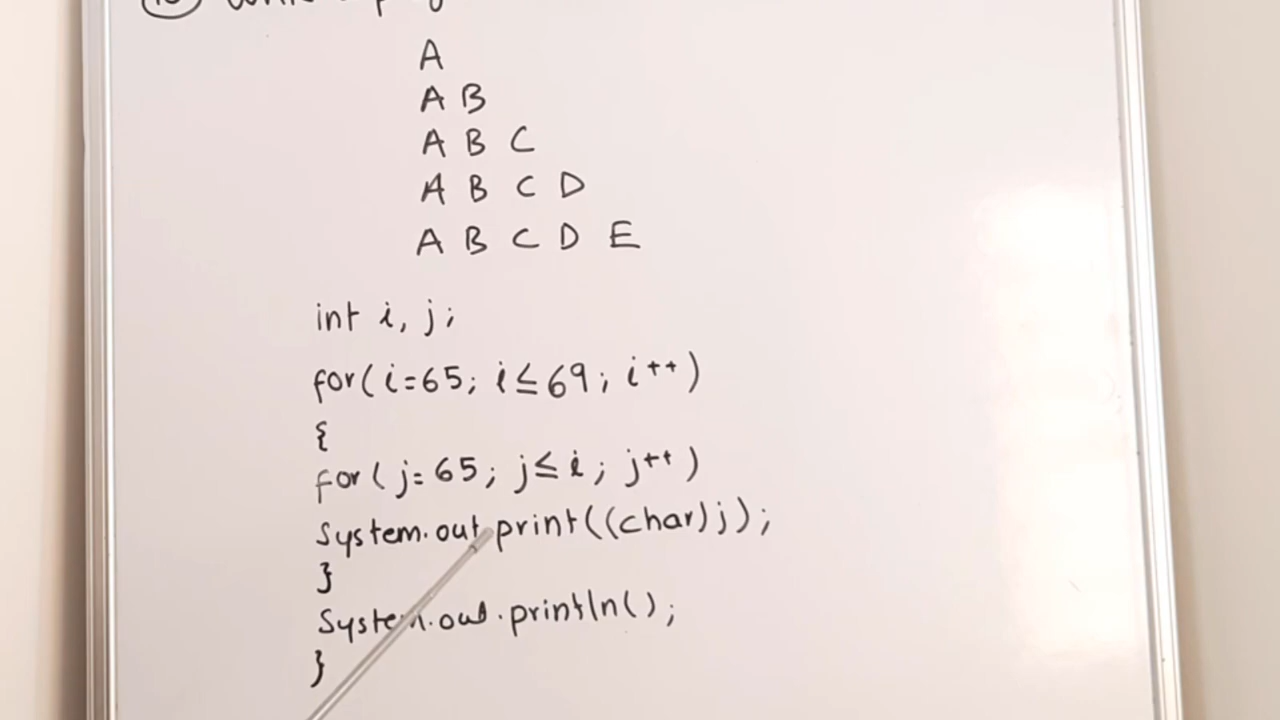 A
A B
A B C
A B C D
A B C D E
int i, j;
for(i=65; i≤69; i++)
{
for(j=65; j≤i; j++)
System.out.print((char)j);
}
System.out.println();
}